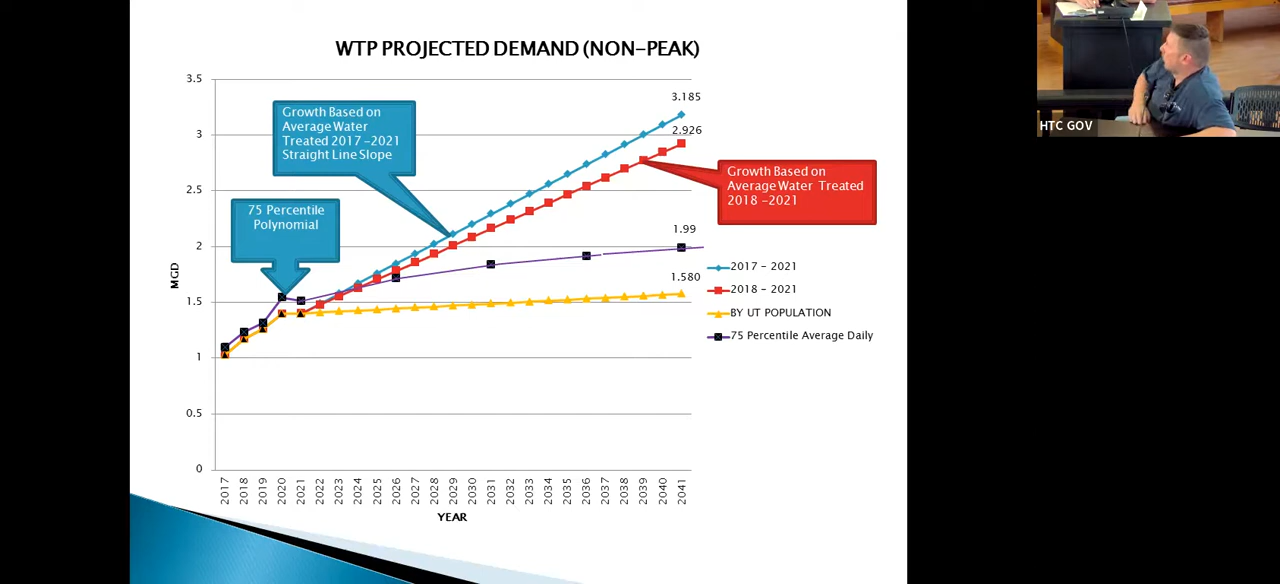 WTP PROJECTED DEMAND (NON-PEAK)
3.5
3
2.5
2
1.5
1
0.5
0
MGD
Growth Based on
Average Water
Treated 2017 -2021
Straight Line Slope
75 Percentile
Polynomial
3.185
2.926
1.99
1.580
Growth Based on
Average Water Treated
2018 -2021
2017 - 2021
2018 - 2021
BY UT POPULATION
75 Percentile Average Daily
2017
2018
2019
2020
2021
2022
2023
2024
2025
2026
2027
2028
2029
2030
2031
2032
2033
2034
2035
2036
2037
2038
2039
2040
2041
YEAR
HTC GOV